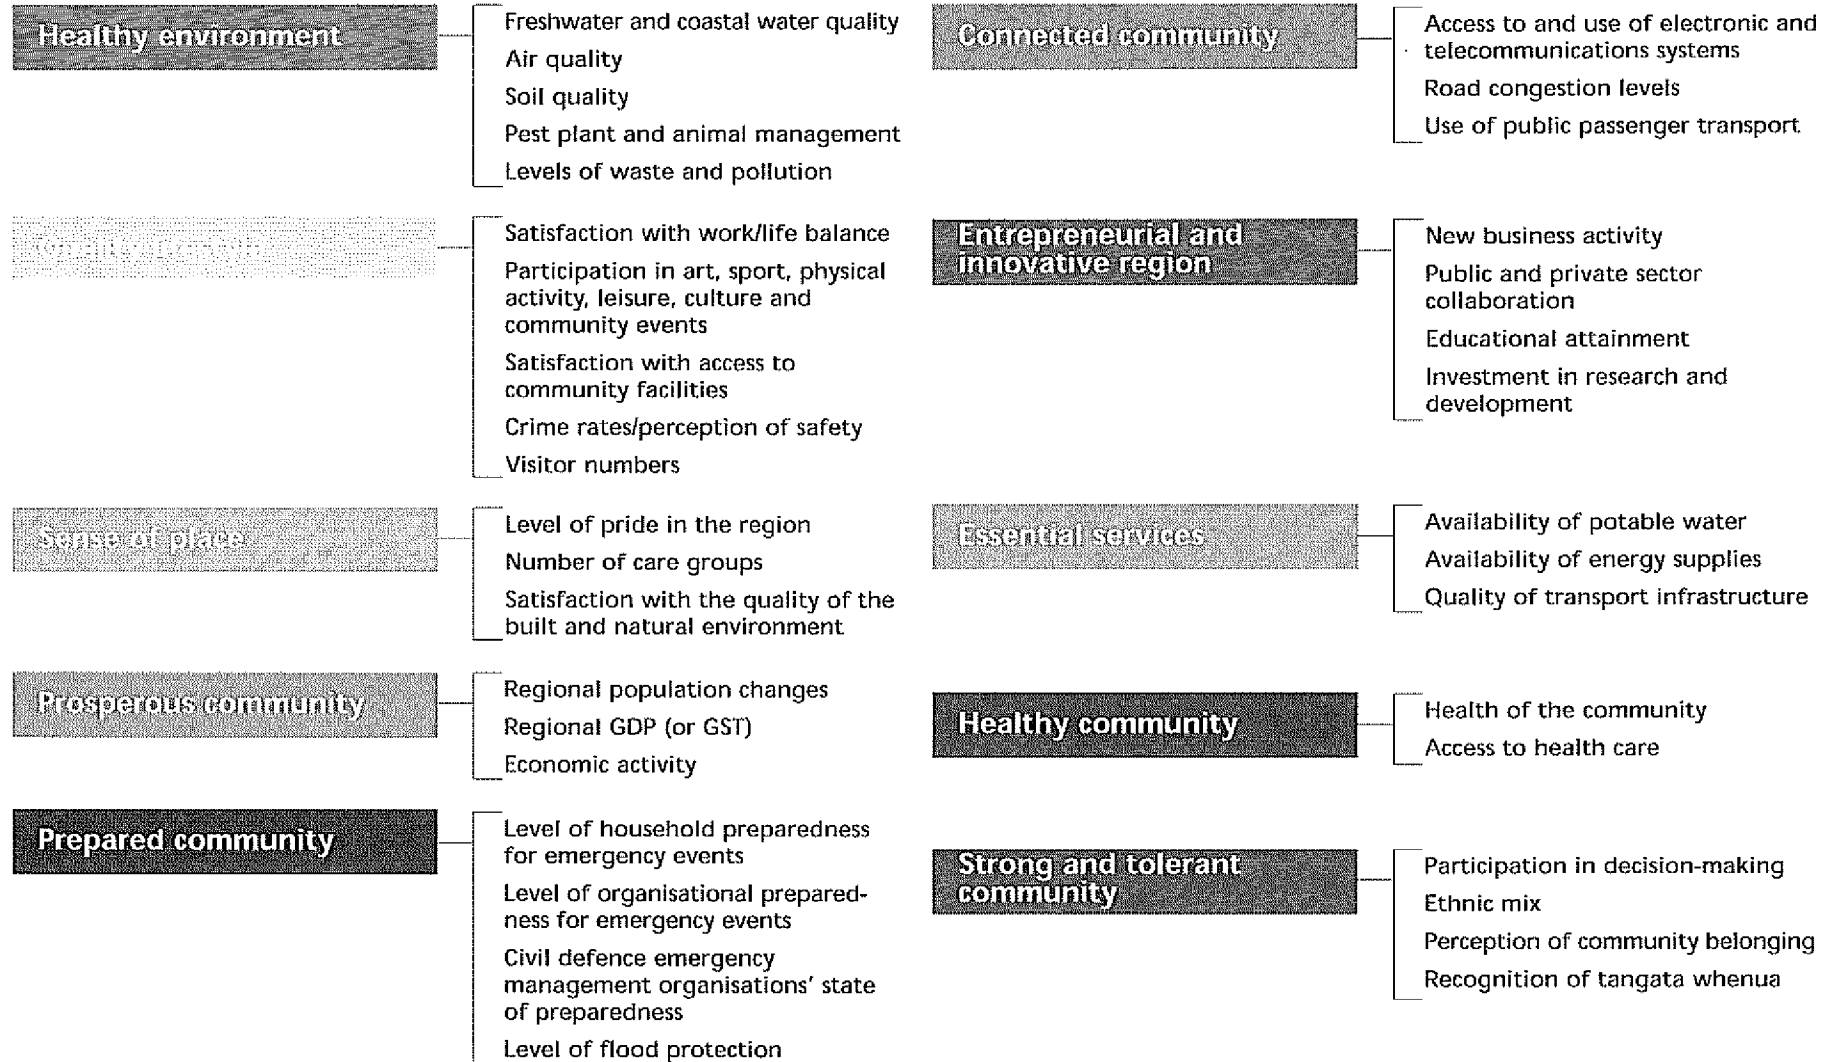 Healthy environment
Freshwater and coastal water quality
Air quality
Soil quality
Pest plant and animal management
Levels of waste and pollution
Quality lifestyle
Satisfaction with work/life balance
Participation in art, sport, physical
activity, leisure, culture and
community events
Satisfaction with access to
community facilities
Crime rates/perception of safety
Visitor numbers
Sense of place
Level of pride in the region
Number of care groups
Satisfaction with the quality of the
built and natural environment
Prosperous community
Regional population changes
Regional GDP (or GST)
Economic activity
Prepared community
Level of household preparedness
for emergency events
Level of organisational prepared-
ness for emergency events
Civil defence emergency
management organisations' state
of preparedness
Level of flood protection
Connected community
Access to and use of electronic and
telecommunications systems
Road congestion levels
Use of public passenger transport
Entrepreneurial and
innovative region
New business activity
Public and private sector
collaboration
Educational attainment
Investment in research and
development
Essential services
Availability of potable water
Availability of energy supplies
Quality of transport infrastructure
Healthy community
Health of the community
Access to health care
Strong and tolerant
community
Participation in decision-making
Ethnic mix
Perception of community belonging
Recognition of tangata whenua